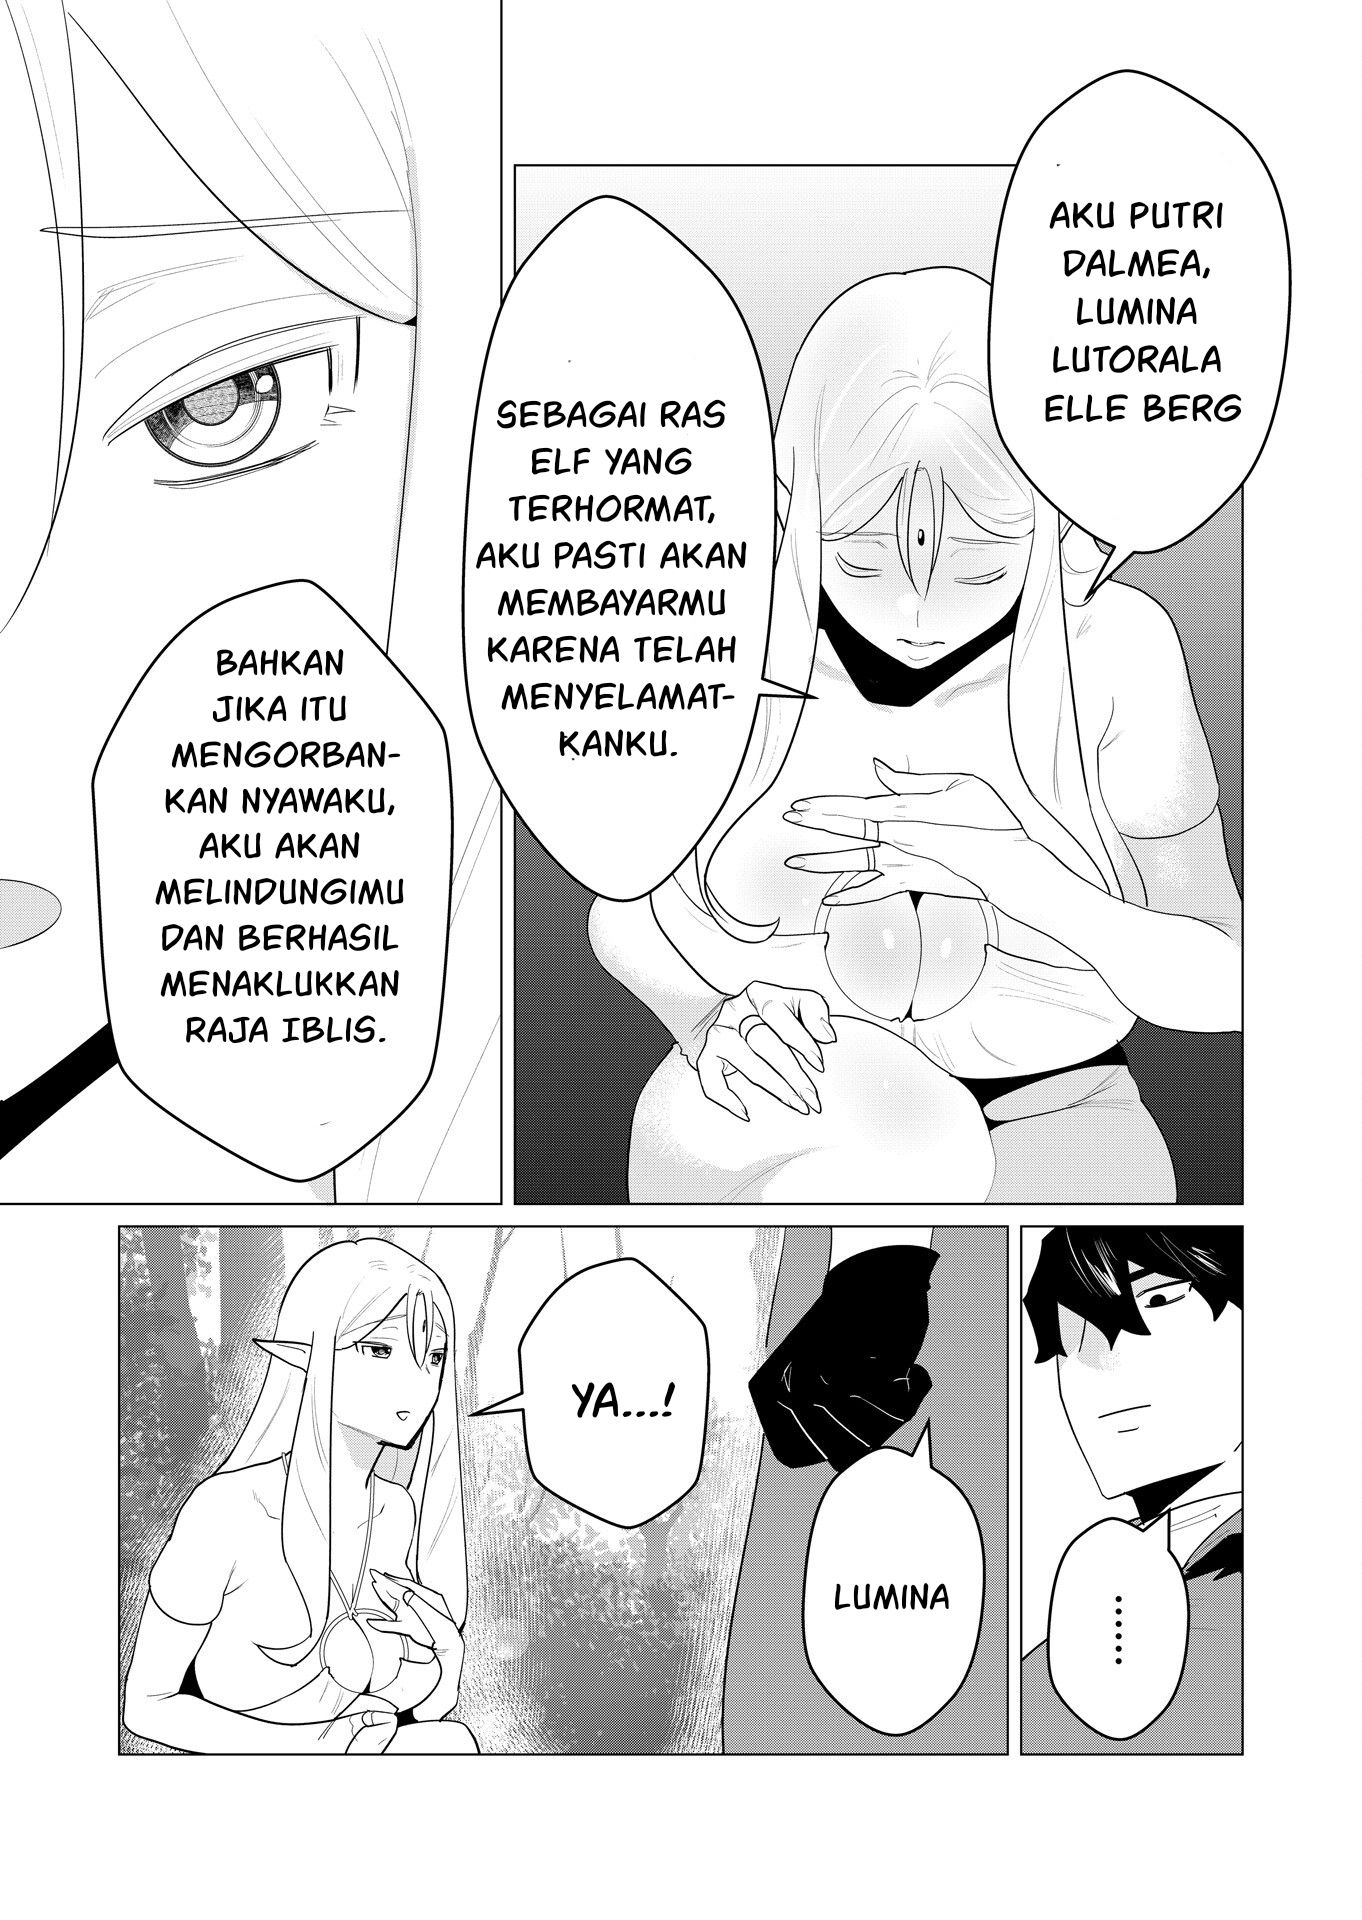 AKU PUTRI
DALMEA,
LUMINA
LUTORALA
ELLE BERG
SEBAGAI RAS
ELF YANG
TERHORMAT,
AKU PASTI AKAN
MEMBAYARMU
KARENA TELAH
MENYELAMAT-
KANKU.
BAHKAN
JIKA ITU
MENGORBAN-
KAN NYAWAKU,
AKU AKAN
MELINDUNGIMU
DAN BERHASIL
MENAKLUKKAN
RAJA IBLIS.
......
LUMINA
YA...!